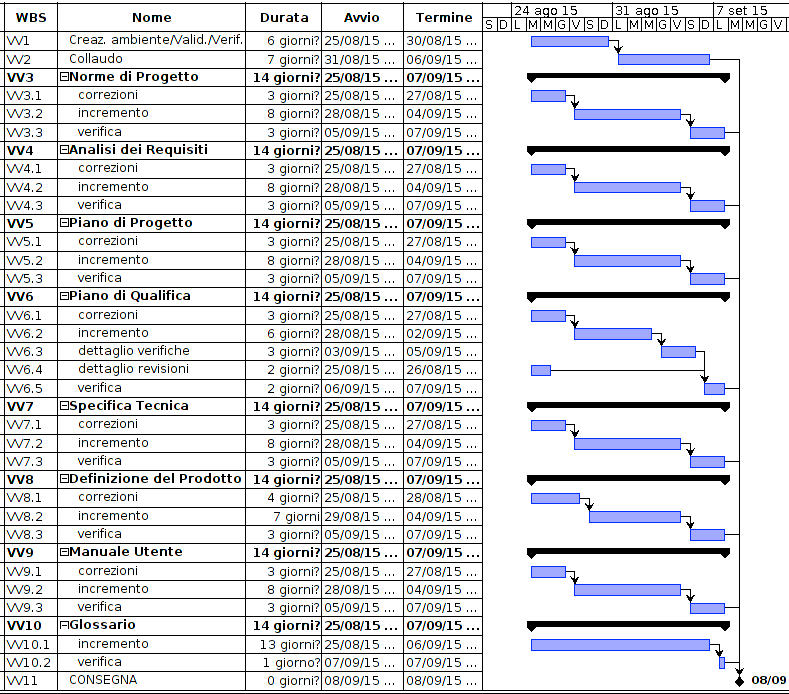 WBS Nome Durata Avvio Termine 24 ago 15 31 ago 15 7 set 15
S D L M M G V S D L M M G V S D L M M G V
VV1 Creaz. ambiente/Valid./Verif. 6 giorni? 25/08/15 ... 30/08/15 ...
VV2 Collaudo 7 giorni? 31/08/15 ... 06/09/15 ...
VV3 Norme di Progetto 14 giorni? 25/08/15 ... 07/09/15 ...
VV3.1 correzioni 3 giorni? 25/08/15 ... 27/08/15 ...
VV3.2 incremento 8 giorni? 28/08/15 ... 04/09/15 ...
VV3.3 verifica 3 giorni? 05/09/15 ... 07/09/15 ...
VV4 Analisi dei Requisiti 14 giorni? 25/08/15 ... 07/09/15 ...
VV4.1 correzioni 3 giorni? 25/08/15 ... 27/08/15 ...
VV4.2 incremento 8 giorni? 28/08/15 ... 04/09/15 ...
VV4.3 verifica 3 giorni? 05/09/15 ... 07/09/15 ...
VV5 Piano di Progetto 14 giorni? 25/08/15 ... 07/09/15 ...
VV5.1 correzioni 3 giorni? 25/08/15 ... 27/08/15 ...
VV5.2 incremento 8 giorni? 28/08/15 ... 04/09/15 ...
VV5.3 verifica 3 giorni? 05/09/15 ... 07/09/15 ...
VV6 Piano di Qualifica 14 giorni? 25/08/15 ... 07/09/15 ...
VV6.1 correzioni 3 giorni? 25/08/15 ... 27/08/15 ...
VV6.2 incremento 6 giorni? 28/08/15 ... 02/09/15 ...
VV6.3 dettaglio verifiche 3 giorni? 03/09/15 ... 05/09/15 ...
VV6.4 dettaglio revisioni 2 giorni? 25/08/15 ... 26/08/15 ...
VV6.5 verifica 2 giorni? 06/09/15 ... 07/09/15 ...
VV7 Specifica Tecnica 14 giorni? 25/08/15 ... 07/09/15 ...
VV7.1 correzioni 3 giorni? 25/08/15 ... 27/08/15 ...
VV7.2 incremento 8 giorni? 28/08/15 ... 04/09/15 ...
VV7.3 verifica 3 giorni? 05/09/15 ... 07/09/15 ...
VV8 Definizione del Prodotto 14 giorni? 25/08/15 ... 07/09/15 ...
VV8.1 correzioni 4 giorni? 25/08/15 ... 28/08/15 ...
VV8.2 incremento 7 giorni 29/08/15 ... 04/09/15 ...
VV8.3 verifica 3 giorni? 05/09/15 ... 07/09/15 ...
VV9 Manuale Utente 14 giorni? 25/08/15 ... 07/09/15 ...
VV9.1 correzioni 3 giorni? 25/08/15 ... 27/08/15 ...
VV9.2 incremento 8 giorni? 28/08/15 ... 04/09/15 ...
VV9.3 verifica 3 giorni? 05/09/15 ... 07/09/15 ...
VV10 Glossario 14 giorni? 25/08/15 ... 07/09/15 ...
VV10.1 incremento 13 giorni? 25/08/15 ... 06/09/15 ...
VV10.2 verifica 1 giorno? 07/09/15 ... 07/09/15 ...
VV11 CONSEGNA 0 giorni? 08/09/15 ... 08/09/15 ... 08/09